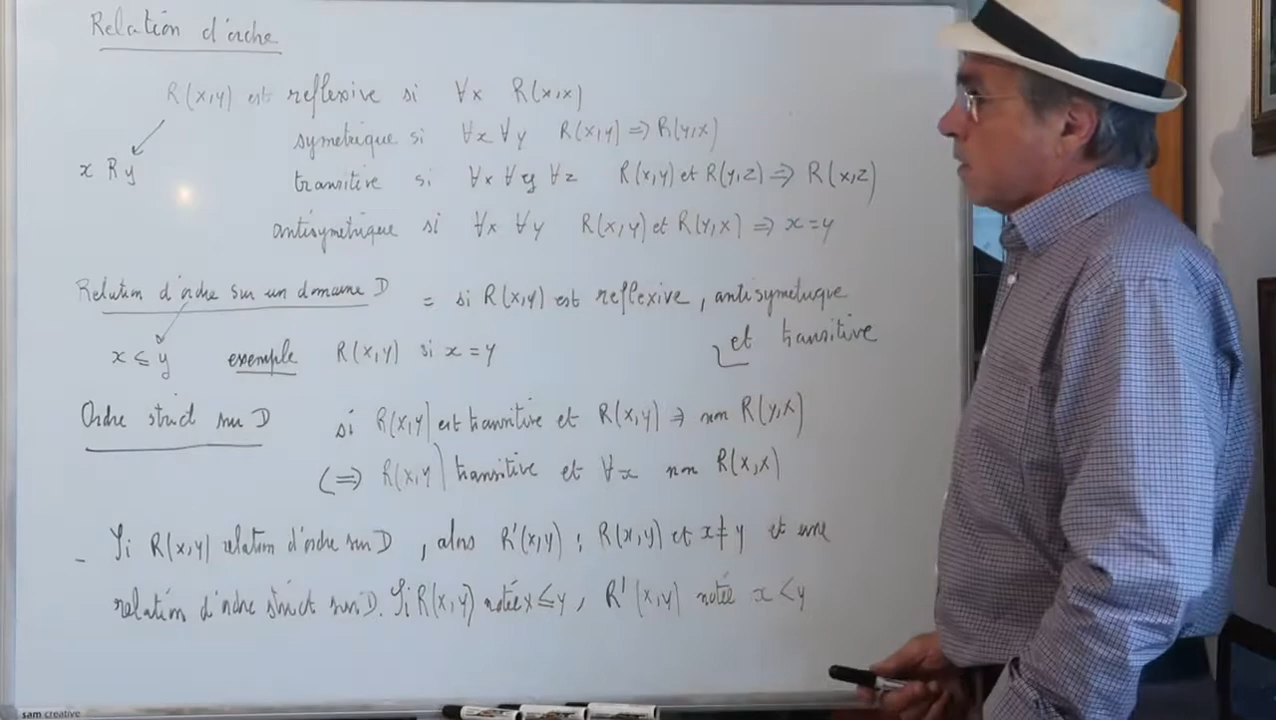 Relation d'ordre
R(x,y) est reflexive si ∀x R(x,x)
symetrique si ∀x ∀y R(x,y) ⇒ R(y,x)
x R y
transitive si ∀x ∀y ∀z R(x,y) et R(y,z) ⇒ R(x,z)
antisymetrique si ∀x ∀y R(x,y) et R(y,x) ⇒ x = y
Relation d'ordre sur un domaine D = si R(x,y) est reflexive, antisymetrique
et transitive
x ≤ y exemple R(x,y) si x = y
Ordre strict sur D si R(x,y) est transitive et R(x,y) ⇒ non R(y,x)
(⇔) R(x,y) transitive et ∀x non R(x,x)
- Si R(x,y) relation d'ordre sur D, alors R'(x,y) : R(x,y) et x ≠ y et une
relation d'ordre strict sur D. Si R(x,y) notée x ≤ y, R'(x,y) notée x < y
sam creative